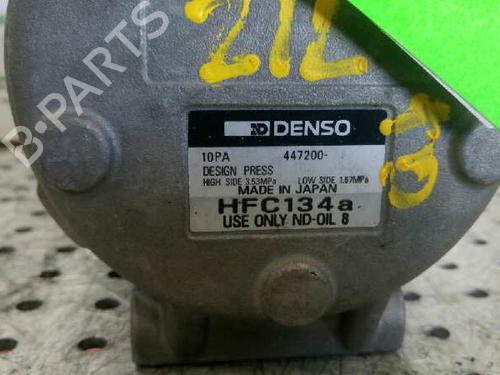 212
DENSO
10PA 447200-
DESIGN PRESS
HIGH SIDE 3.53MPa LOW SIDE 1.67MPa
MADE IN JAPAN
HFC134a
USE ONLY ND-OIL 8
B-PARTS